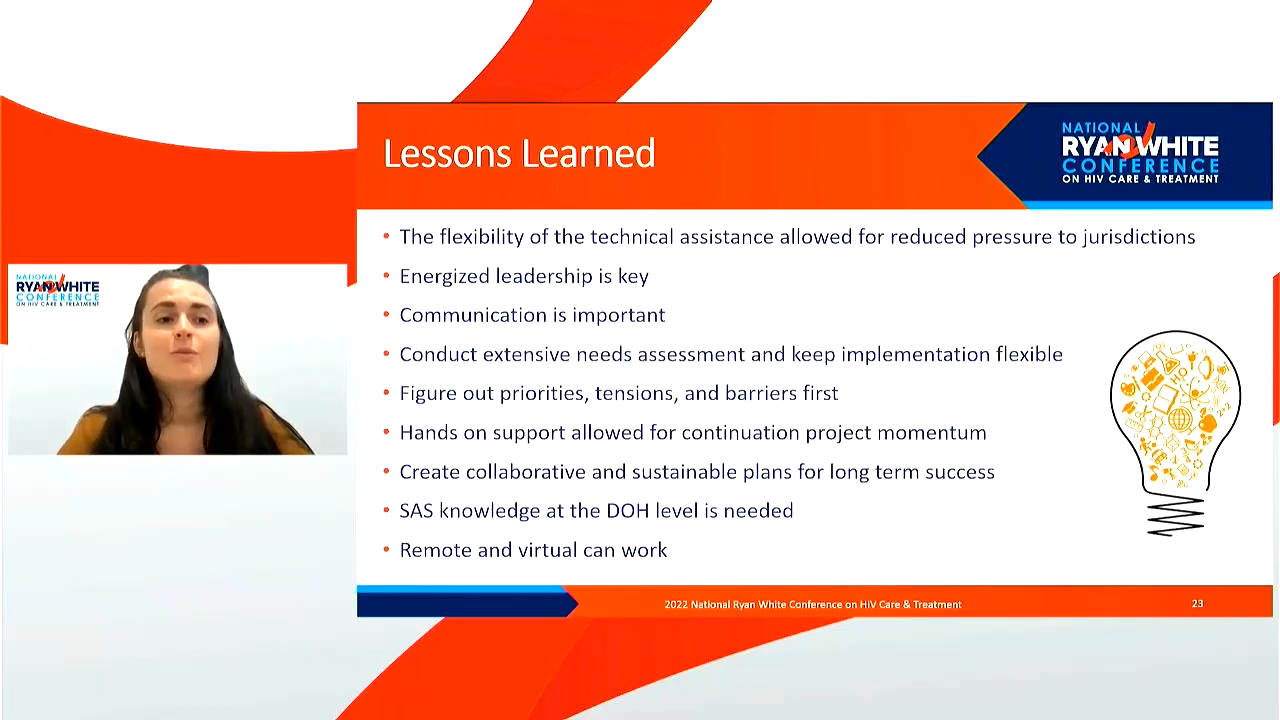 NATIONAL
RYAN WHITE
CONFERENCE
ON HIV CARE & TREATMENT
Lessons Learned
NATIONAL
RYAN WHITE
CONFERENCE
ON HIV CARE & TREATMENT
• The flexibility of the technical assistance allowed for reduced pressure to jurisdictions
• Energized leadership is key
• Communication is important
• Conduct extensive needs assessment and keep implementation flexible
• Figure out priorities, tensions, and barriers first
• Hands on support allowed for continuation project momentum
• Create collaborative and sustainable plans for long term success
• SAS knowledge at the DOH level is needed
• Remote and virtual can work
2022 National Ryan White Conference on HIV Care & Treatment
23